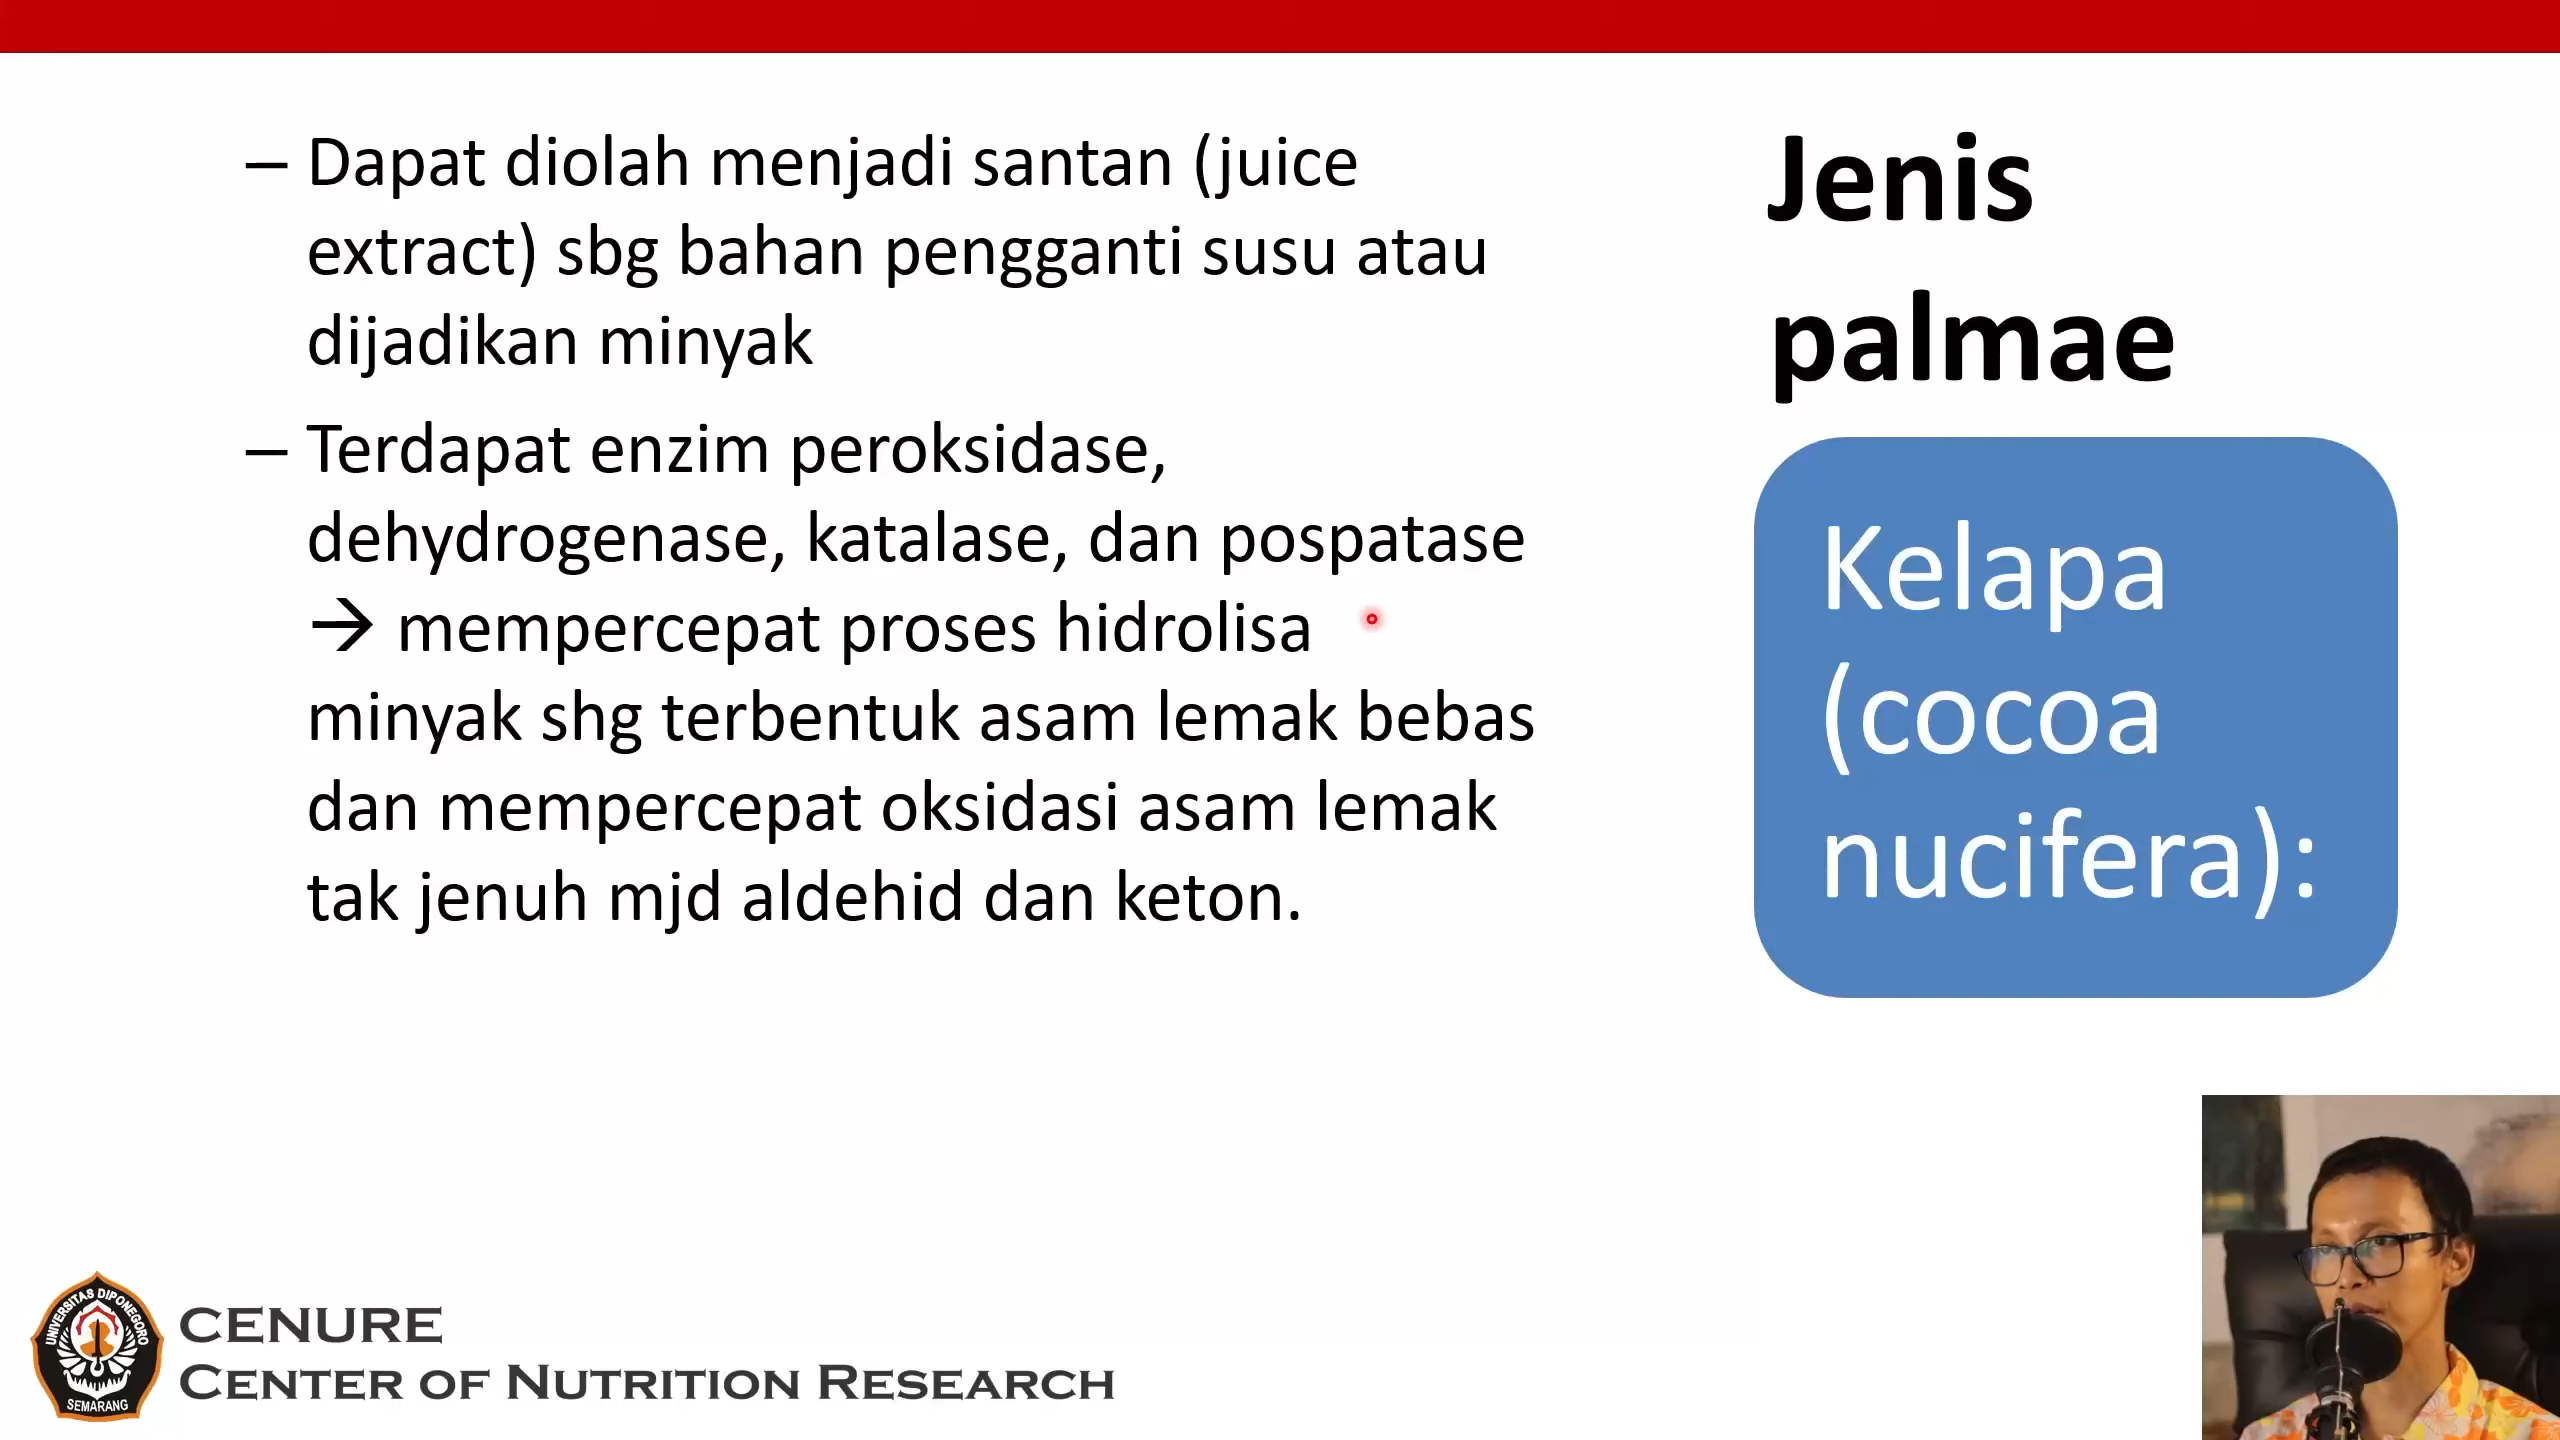 – Dapat diolah menjadi santan (juice
extract) sbg bahan pengganti susu atau
dijadikan minyak
– Terdapat enzim peroksidase,
dehydrogenase, katalase, dan pospatase
→ mempercepat proses hidrolisa
minyak shg terbentuk asam lemak bebas
dan mempercepat oksidasi asam lemak
tak jenuh mjd aldehid dan keton.
Jenis
palmae
Kelapa
(cocoa
nucifera):
UNIVERSITAS DIPONEGORO
SEMARANG
CENURE
CENTER OF NUTRITION RESEARCH